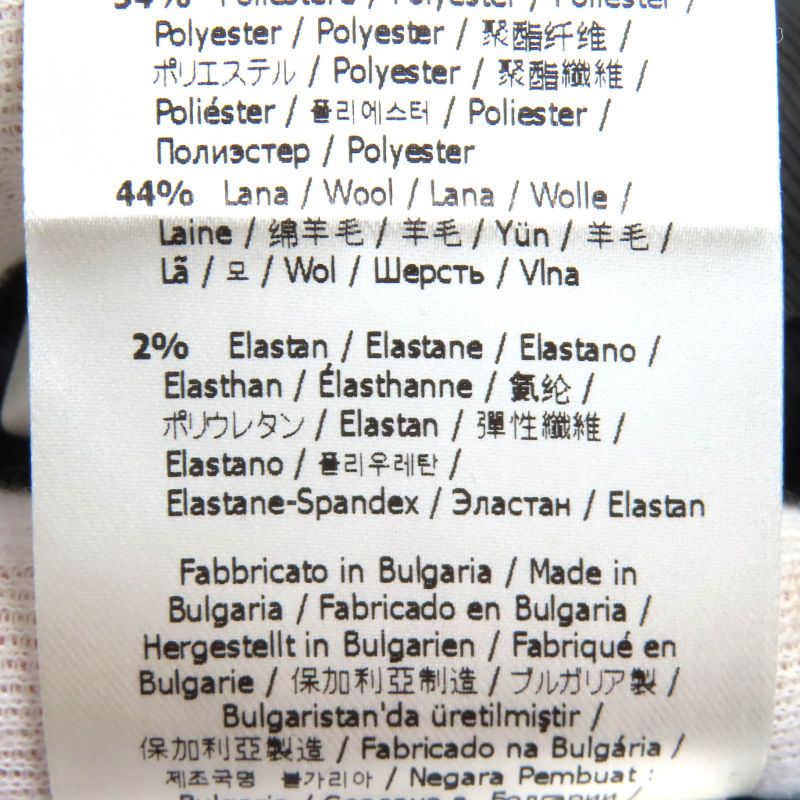 54% Poliestere / Polyester / Poliéster /
Polyester / Polyester / 聚酯纤维 /
ポリエステル / Polyester / 聚酯纖維 /
Poliéster / 폴리에스터 / Poliester /
Полиэстер / Polyester
44% Lana / Wool / Lana / Wolle /
Laine / 绵羊毛 / 羊毛 / Yün / 羊毛 /
Lã / 모 / Wol / Шерсть / Vlna
2% Elastan / Elastane / Elastano /
Elasthan / Élasthanne / 氨纶 /
ポリウレタン / Elastan / 彈性纖維 /
Elastano / 폴리우레탄 /
Elastane-Spandex / Эластан / Elastan
Fabbricato in Bulgaria / Made in
Bulgaria / Fabricado en Bulgaria /
Hergestellt in Bulgarien / Fabriqué en
Bulgarie / 保加利亞制造 / ブルガリア製 /
Bulgaristan'da üretilmiştir /
保加利亞製造 / Fabricado na Bulgária /
제조국명 불가리아 / Negara Pembuat :